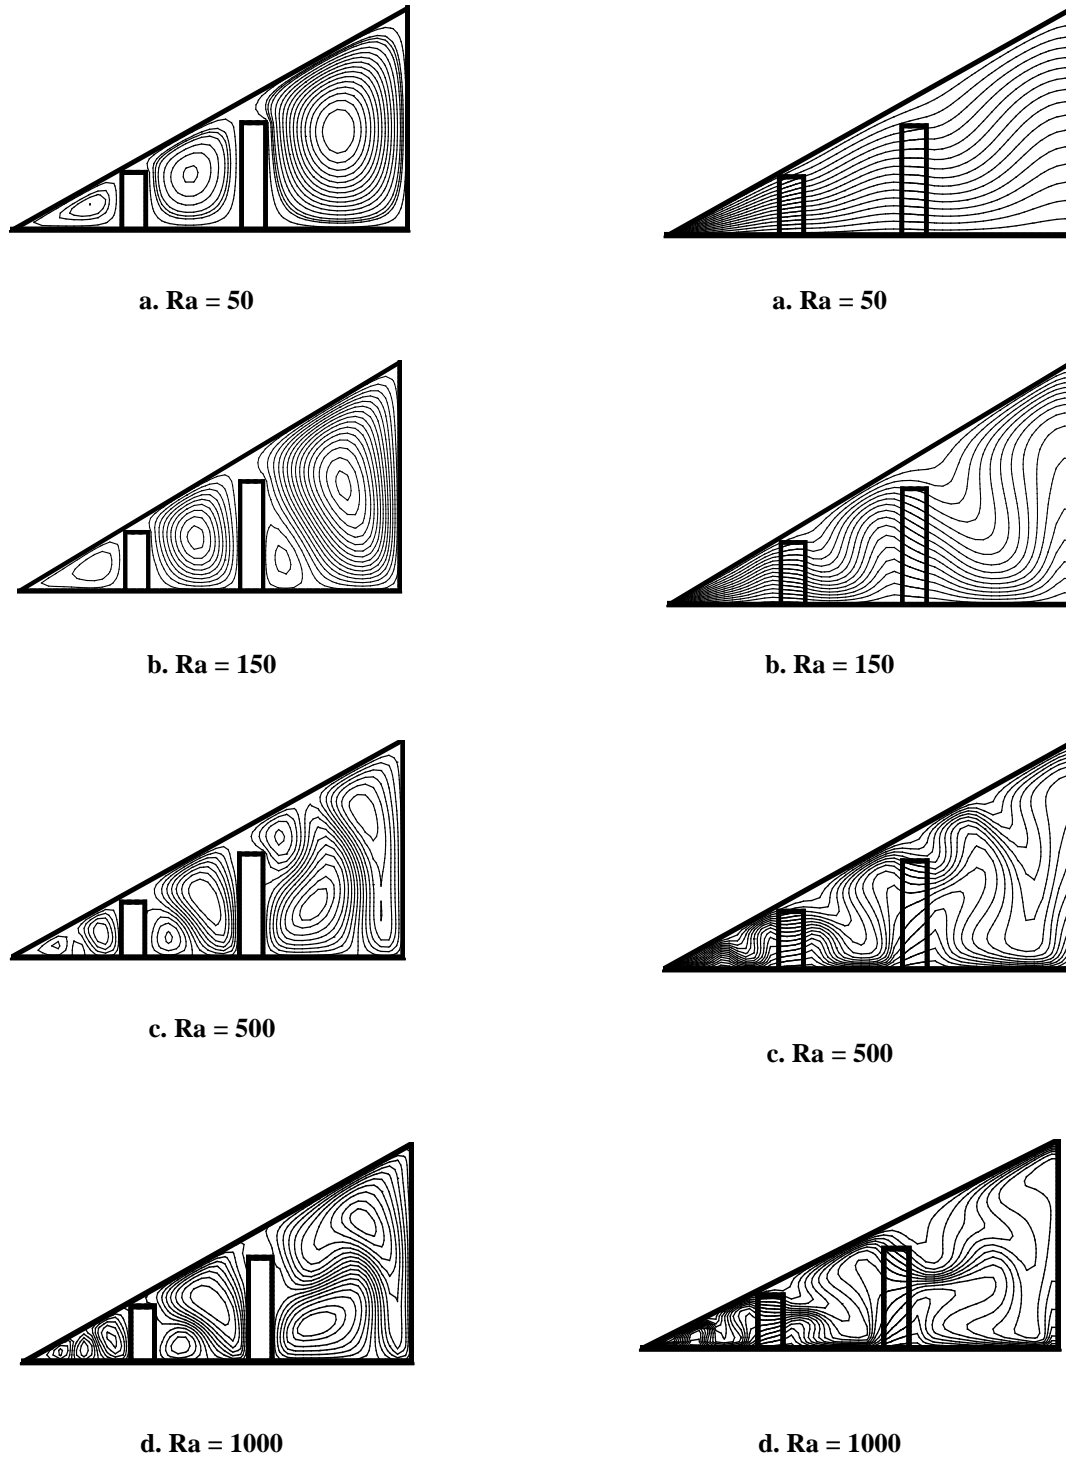 a. Ra = 50
a. Ra = 50
b. Ra = 150
b. Ra = 150
c. Ra = 500
c. Ra = 500
d. Ra = 1000
d. Ra = 1000